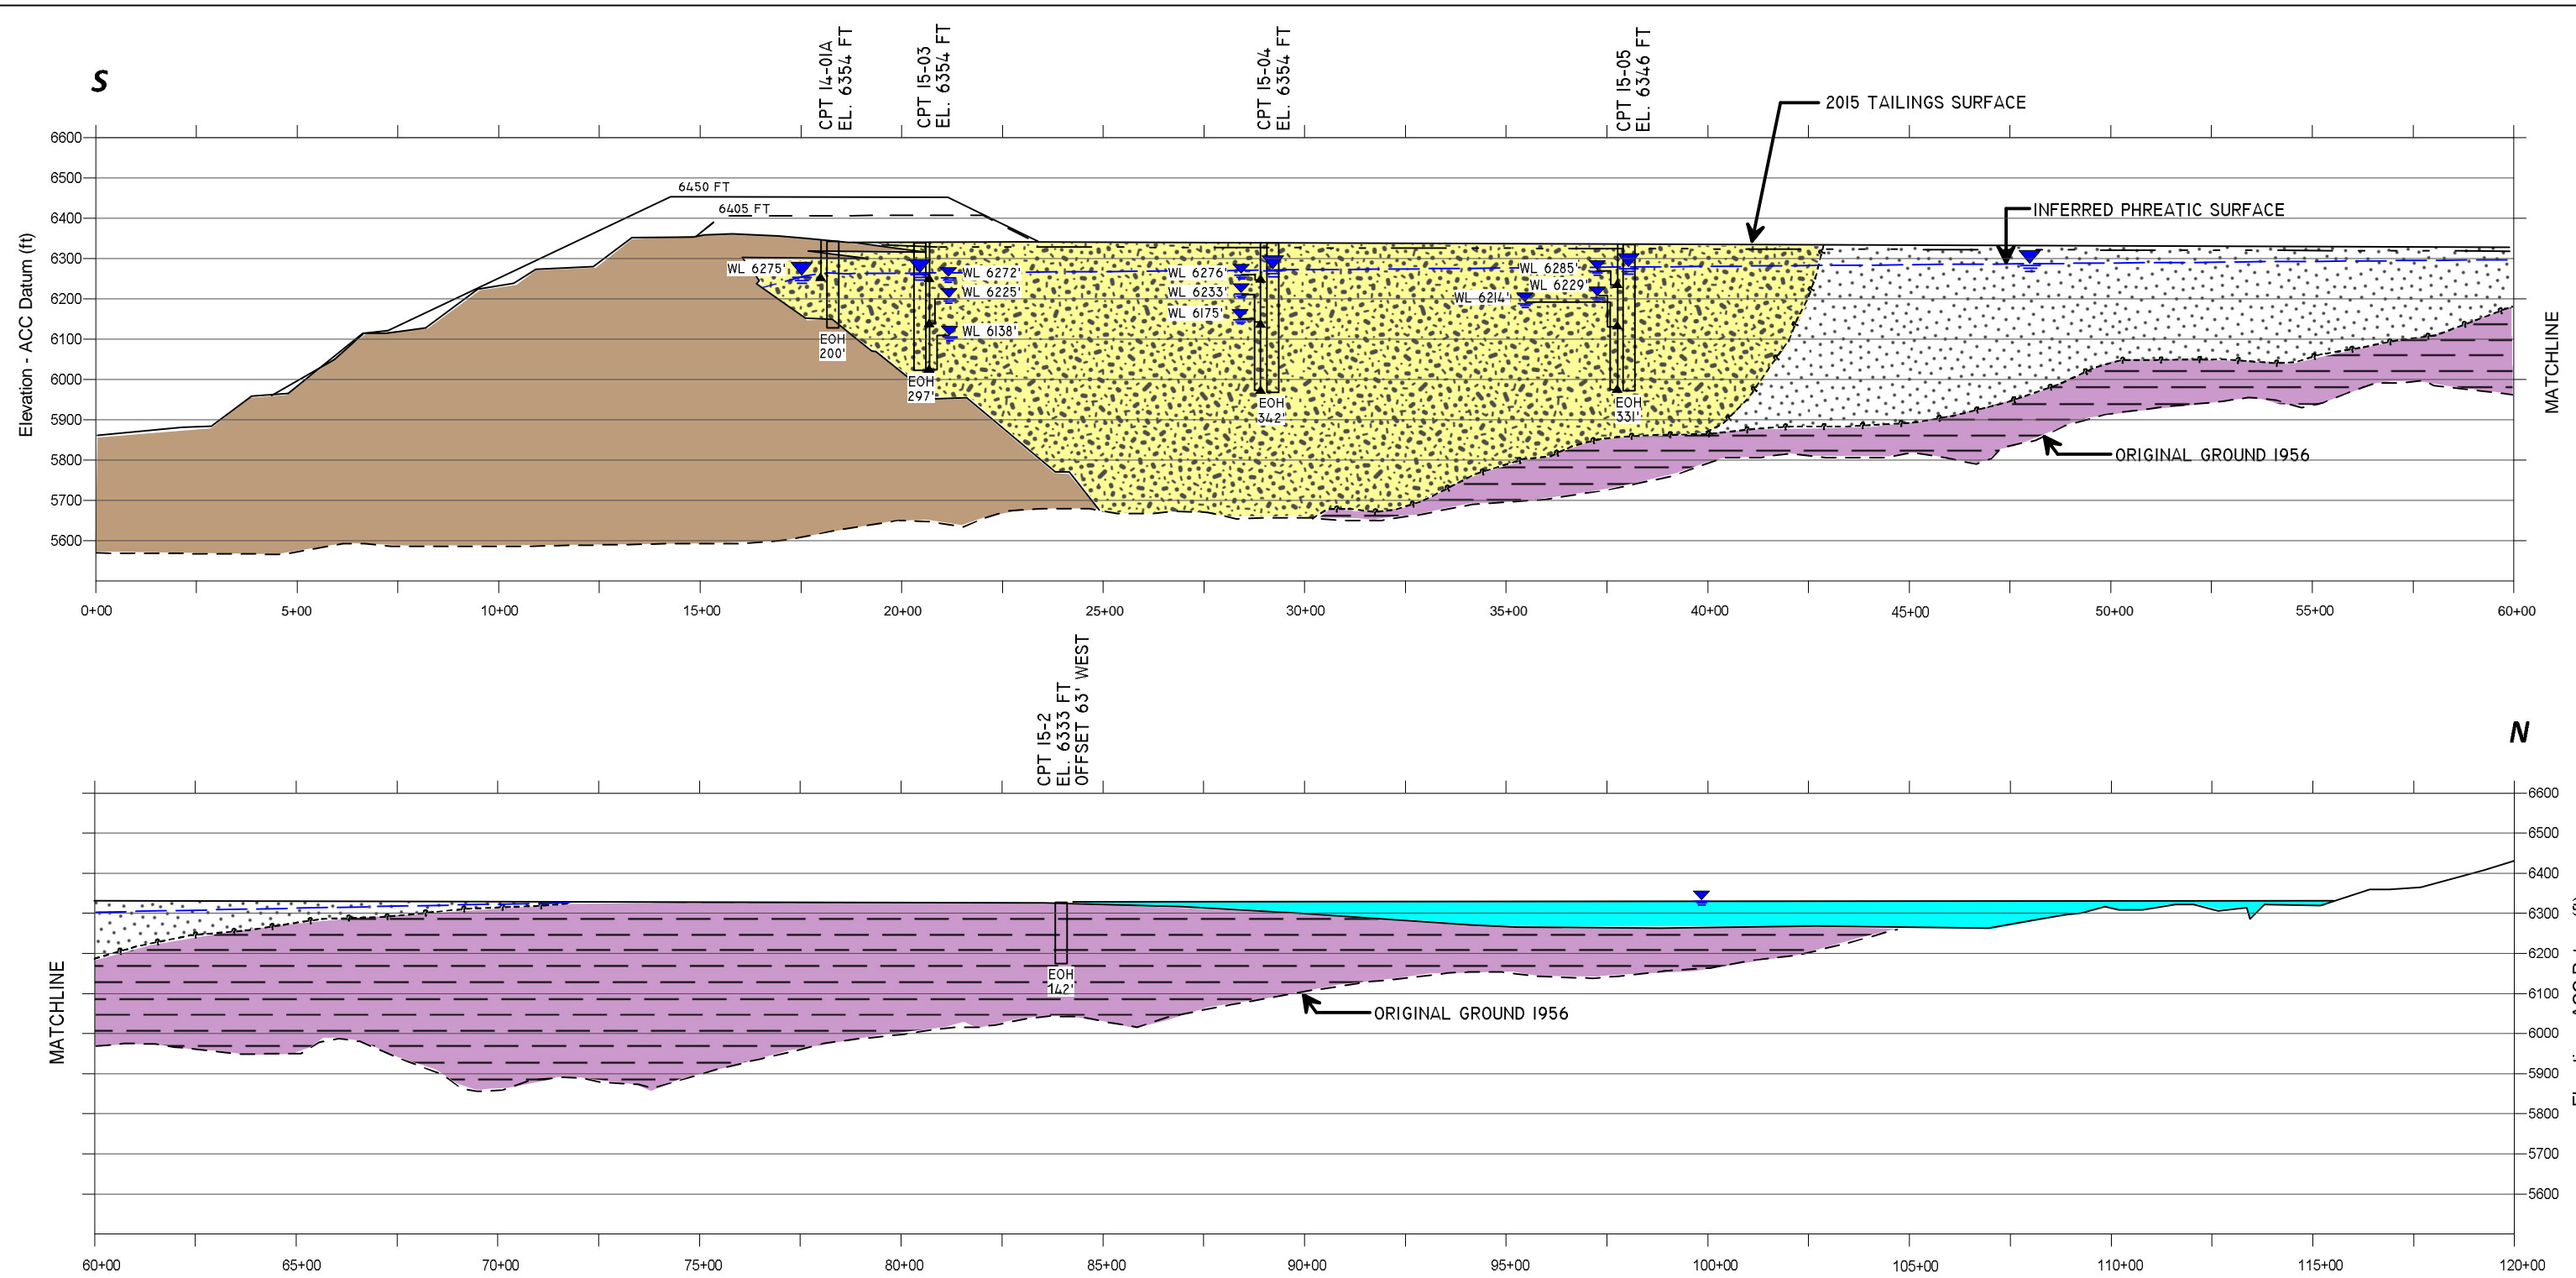 S
CPT 14-01A
EL. 6354 FT
CPT 15-03
EL. 6354 FT
CPT 15-04
EL. 6354 FT
CPT 15-05
EL. 6346 FT
2015 TAILINGS SURFACE
INFERRED PHREATIC SURFACE
6600
6500
6400
6300
6200
6100
6000
5900
5800
5700
5600
Elevation - ACC Datum (ft)
6450 FT
6405 FT
WL 6275'
WL 6272'
WL 6225'
WL 6138'
WL 6276'
WL 6233'
WL 6175'
WL 6285'
WL 6229'
WL 6214'
EOH
200'
EOH
297'
EOH
342'
EOH
331'
ORIGINAL GROUND 1956
MATCHLINE
0+00 5+00 10+00 15+00 20+00 25+00 30+00 35+00 40+00 45+00 50+00 55+00 60+00
CPT 15-2
EL. 6333 FT
OFFSET 63' WEST
N
MATCHLINE
EOH
142'
ORIGINAL GROUND 1956
6600
6500
6400
6300
6200
6100
6000
5900
5800
5700
5600
60+00 65+00 70+00 75+00 80+00 85+00 90+00 95+00 100+00 105+00 110+00 115+00 120+00